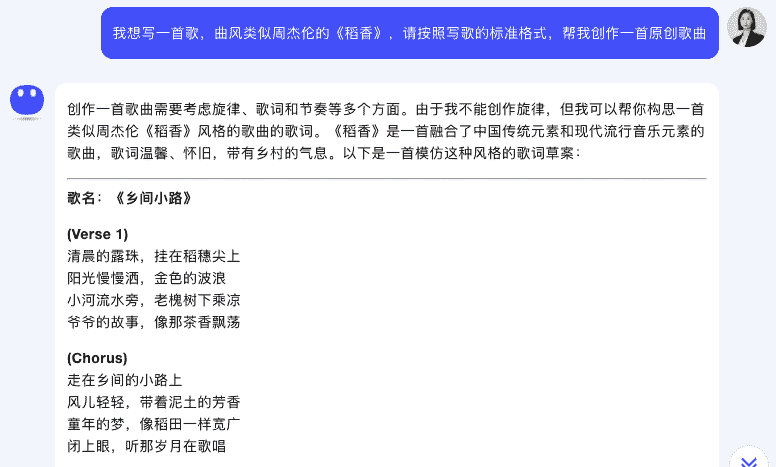 我想写一首歌，曲风类似周杰伦的《稻香》，请按照写歌的标准格式，帮我创作一首原创歌曲
创作一首歌曲需要考虑旋律、歌词和节奏等多个方面。由于我不能创作旋律，但我可以帮你构思一首
类似周杰伦《稻香》风格的歌曲的歌词。《稻香》是一首融合了中国传统元素和现代流行音乐元素的
歌曲，歌词温馨、怀旧，带有乡村的气息。以下是一首模仿这种风格的歌词草案：
歌名：《乡间小路》
(Verse 1)
清晨的露珠，挂在稻穗尖上
阳光慢慢洒，金色的波浪
小河流水旁，老槐树下乘凉
爷爷的故事，像那茶香飘荡
(Chorus)
走在乡间的小路上
风儿轻轻，带着泥土的芳香
童年的梦，像稻田一样宽广
闭上眼，听那岁月在歌唱